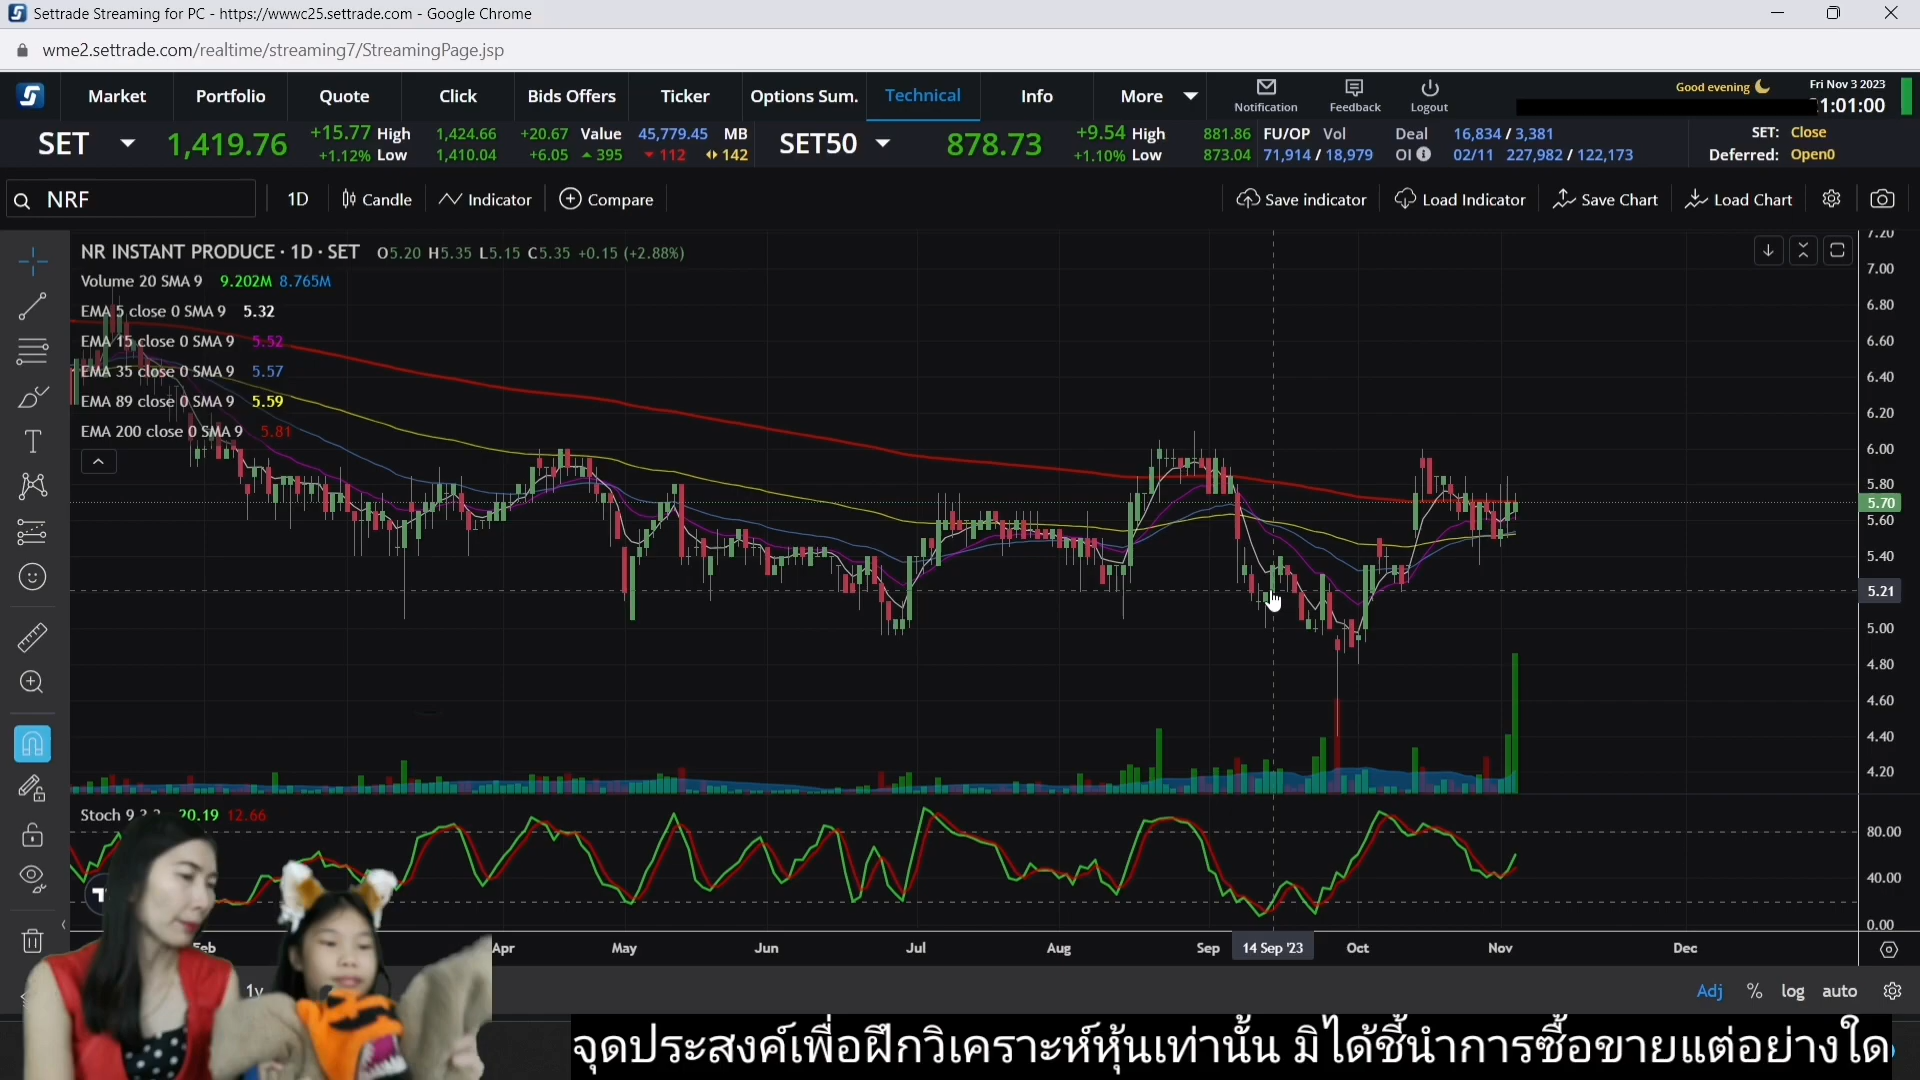 Settrade Streaming for PC - https://wwwc25.settrade.com - Google Chrome
wme2.settrade.com/realtime/streaming7/StreamingPage.jsp
Market Portfolio Quote Click Bids Offers Ticker Options Sum. Technical Info More Notification Feedback Logout Good evening Fri Nov 3 2023
1:01:00
SET 1,419.76 +15.77 High 1,424.66 +20.67 Value 45,779.45 MB SET50 878.73 +9.54 High 881.86 FU/OP Vol Deal 16,834 / 3,381 SET: Close
+1.12% Low 1,410.04 +6.05 395 112 142 +1.10% Low 873.04 71,914 / 18,979 OI 02/11 227,982 / 122,173 Deferred: Open0
NRF 1D Candle Indicator Compare Save indicator Load Indicator Save Chart Load Chart
NR INSTANT PRODUCE · 1D · SET O5.20 H5.35 L5.15 C5.35 +0.15 (+2.88%)
Volume 20 SMA 9 9.202M 8.765M
EMA 5 close 0 SMA 9 5.32
EMA 15 close 0 SMA 9 5.52
EMA 35 close 0 SMA 9 5.57
EMA 89 close 0 SMA 9 5.59
EMA 200 close 0 SMA 9 5.81
7.20
7.00
6.80
6.60
6.40
6.20
6.00
5.80
5.70
5.60
5.40
5.21
5.00
4.80
4.60
4.40
4.20
Stoch 9 3 3 20.19 12.66
80.00
40.00
0.00
Feb Apr May Jun Jul Aug Sep 14 Sep '23 Oct Nov Dec
1y Adj % log auto
จุดประสงค์เพื่อฝึกวิเคราะห์หุ้นเท่านั้น มิได้ชี้นำการซื้อขายแต่อย่างใด